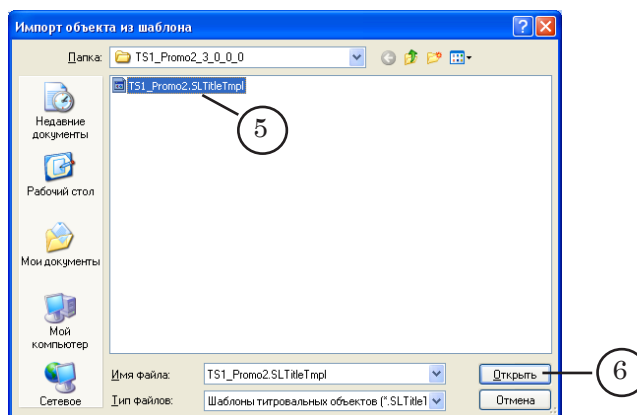 Импорт объекта из шаблона
Папка: TS1_Promo2_3_0_0_0
TS1_Promo2.SLTitleTmpl
5
Недавние
документы
Рабочий стол
Мои документы
Мой
компьютер
Сетевое
Имя файла: TS1_Promo2.SLTitleTmpl Открыть 6
Тип файлов: Шаблоны титровальных объектов (*.SLTitleT Отмена